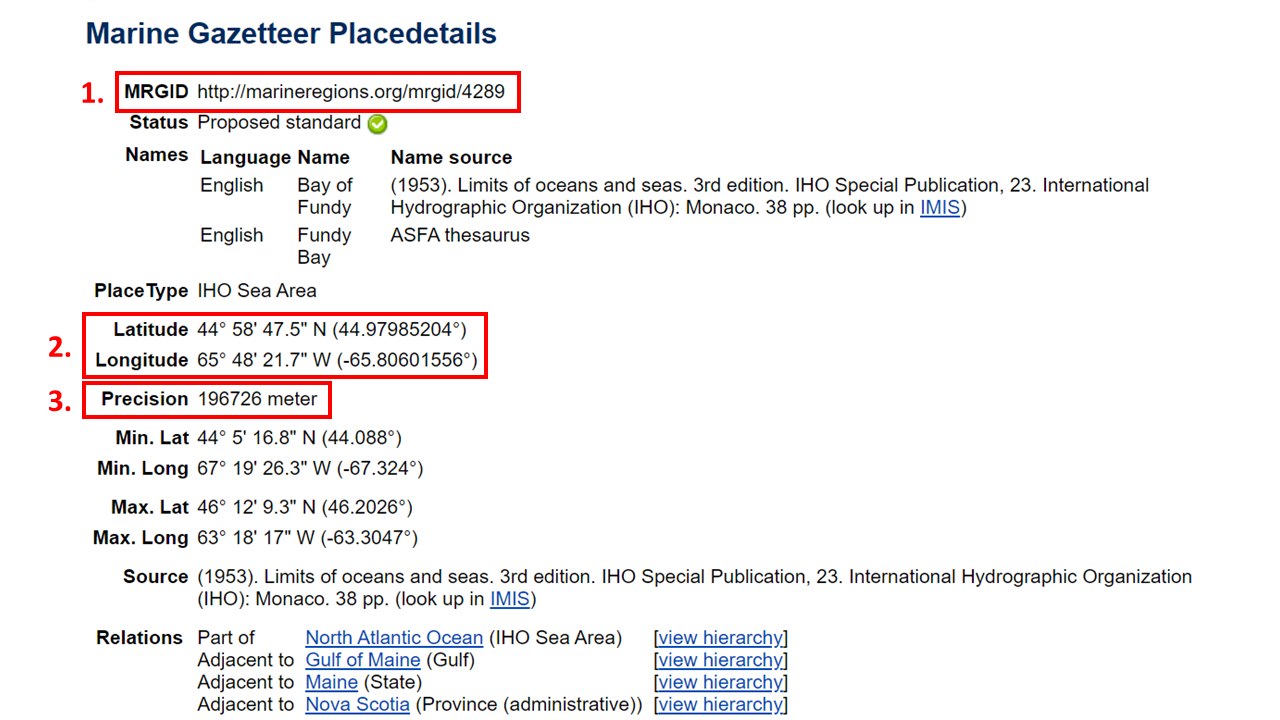 Marine Gazetteer Placedetails
1. MRGID http://marineregions.org/mrgid/4289
Status Proposed standard
Names Language Name Name source
English Bay of (1953). Limits of oceans and seas. 3rd edition. IHO Special Publication, 23. International
Fundy Hydrographic Organization (IHO): Monaco. 38 pp. (look up in IMIS)
English Fundy ASFA thesaurus
Bay
PlaceType IHO Sea Area
2. Latitude 44° 58' 47.5" N (44.97985204°)
Longitude 65° 48' 21.7" W (-65.80601556°)
3. Precision 196726 meter
Min. Lat 44° 5' 16.8" N (44.088°)
Min. Long 67° 19' 26.3" W (-67.324°)
Max. Lat 46° 12' 9.3" N (46.2026°)
Max. Long 63° 18' 17" W (-63.3047°)
Source (1953). Limits of oceans and seas. 3rd edition. IHO Special Publication, 23. International Hydrographic Organization
(IHO): Monaco. 38 pp. (look up in IMIS)
Relations Part of North Atlantic Ocean (IHO Sea Area) [view hierarchy]
Adjacent to Gulf of Maine (Gulf) [view hierarchy]
Adjacent to Maine (State) [view hierarchy]
Adjacent to Nova Scotia (Province (administrative)) [view hierarchy]